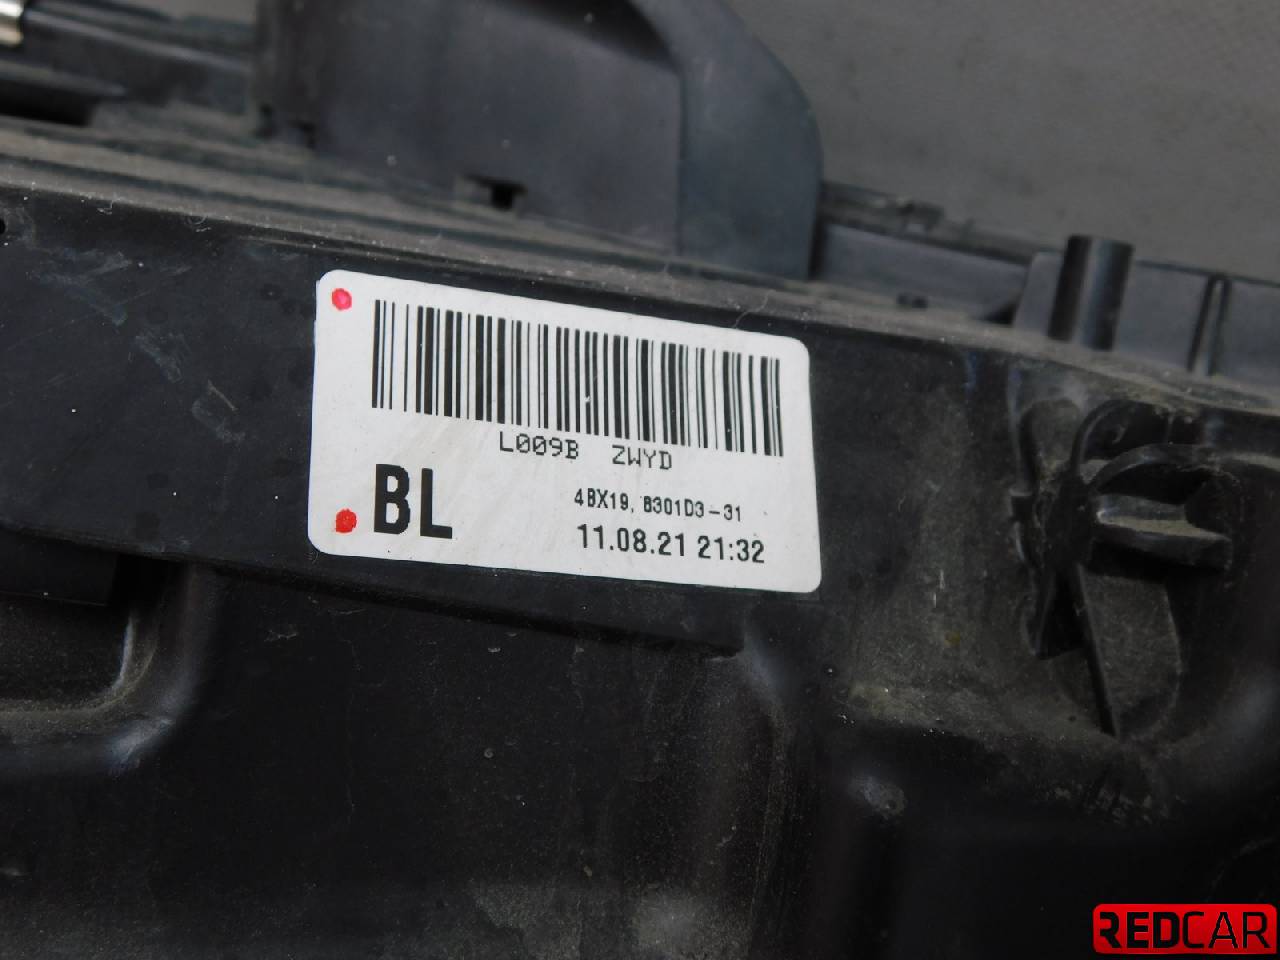 L009B ZWYD
BL
4BX19, 8301D3-31
11.08.21 21:32
REDCAR